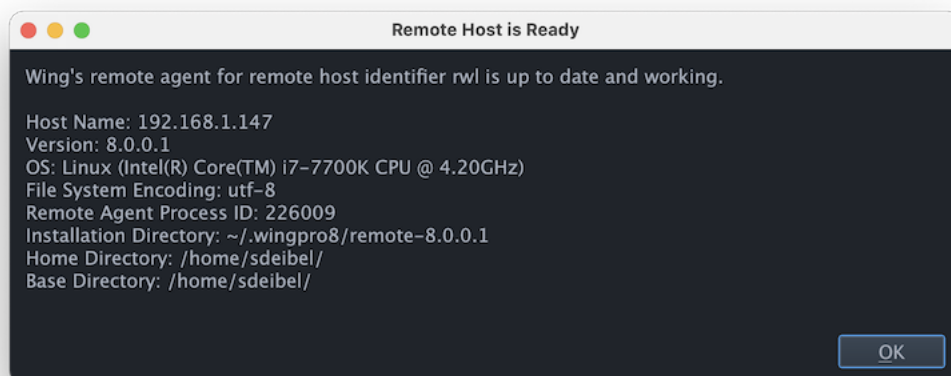 Remote Host is Ready
Wing's remote agent for remote host identifier rwl is up to date and working.
Host Name: 192.168.1.147
Version: 8.0.0.1
OS: Linux (Intel(R) Core(TM) i7-7700K CPU @ 4.20GHz)
File System Encoding: utf-8
Remote Agent Process ID: 226009
Installation Directory: ~/.wingpro8/remote-8.0.0.1
Home Directory: /home/sdeibel/
Base Directory: /home/sdeibel/
OK